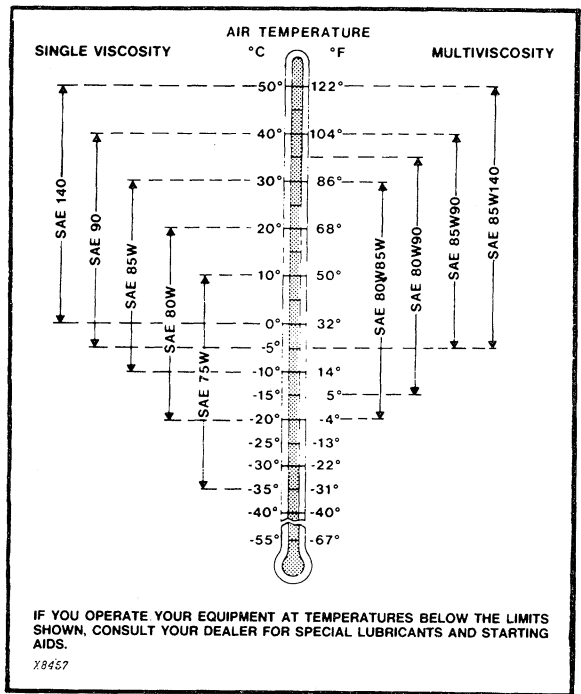 AIR TEMPERATURE
SINGLE VISCOSITY °C °F MULTIVISCOSITY
50° 122°
40° 104°
30° 86°
20° 68°
10° 50°
0° 32°
-5°
-10° 14°
-15° 5°
-20° -4°
-25° -13°
-30° -22°
-35° -31°
-40° -40°
-55° -67°
SAE 140
SAE 90
SAE 85W
SAE 80W
SAE 75W
SAE 80W85W
SAE 80W90
SAE 85W90
SAE 85W140
IF YOU OPERATE YOUR EQUIPMENT AT TEMPERATURES BELOW THE LIMITS
SHOWN, CONSULT YOUR DEALER FOR SPECIAL LUBRICANTS AND STARTING
AIDS.
X8457